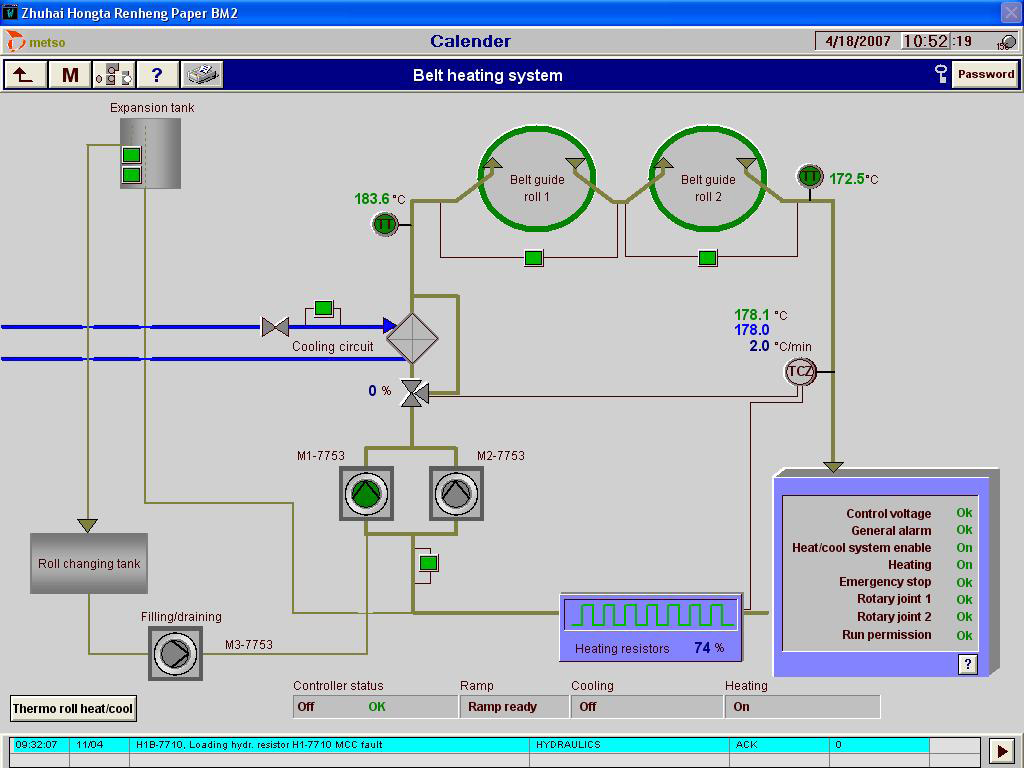 Zhuhai Hongta Renheng Paper BM2
metso
Calender
4/18/2007 10:52:19
M
?
Belt heating system
Password
Expansion tank
183.6 °C
TT
Belt guide
roll 1
Belt guide
roll 2
TT
172.5 °C
Cooling circuit
178.1 °C
178.0
2.0 °C/min
TCZ
0 %
M1-7753
M2-7753
Roll changing tank
Filling/draining
M3-7753
Heating resistors 74 %
Control voltage Ok
General alarm Ok
Heat/cool system enable On
Heating On
Emergency stop Ok
Rotary joint 1 Ok
Rotary joint 2 Ok
Run permission Ok
?
Thermo roll heat/cool
Controller status Ramp Cooling Heating
Off OK Ramp ready Off On
09:32:07 11/04 H1B-7710, Loading hydr. resistor H1-7710 MCC fault HYDRAULICS ACK 0